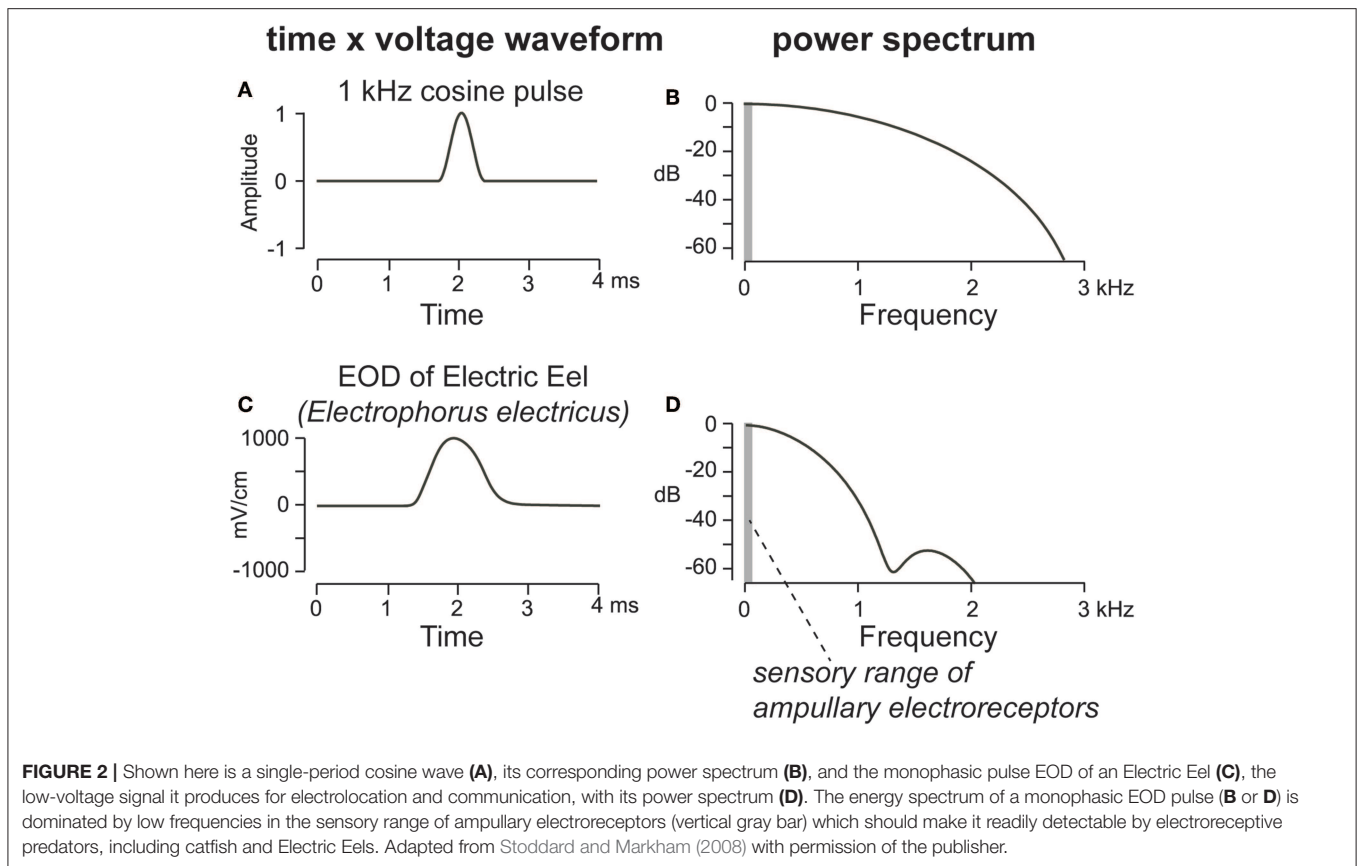 time x voltage waveform
power spectrum
A
1 kHz cosine pulse
Amplitude
1
0
-1
0 1 2 3 4 ms
Time
B
0
-20
dB
-40
-60
0 1 2 3 kHz
Frequency
EOD of Electric Eel
C (Electrophorus electricus)
mV/cm
1000
0
-1000
0 1 2 3 4 ms
Time
D
0
-20
dB
-40
-60
0 1 2 3 kHz
Frequency
sensory range of
ampullary electroreceptors
FIGURE 2 | Shown here is a single-period cosine wave (A), its corresponding power spectrum (B), and the monophasic pulse EOD of an Electric Eel (C), the
low-voltage signal it produces for electrolocation and communication, with its power spectrum (D). The energy spectrum of a monophasic EOD pulse (B or D) is
dominated by low frequencies in the sensory range of ampullary electroreceptors (vertical gray bar) which should make it readily detectable by electroreceptive
predators, including catfish and Electric Eels. Adapted from Stoddard and Markham (2008) with permission of the publisher.